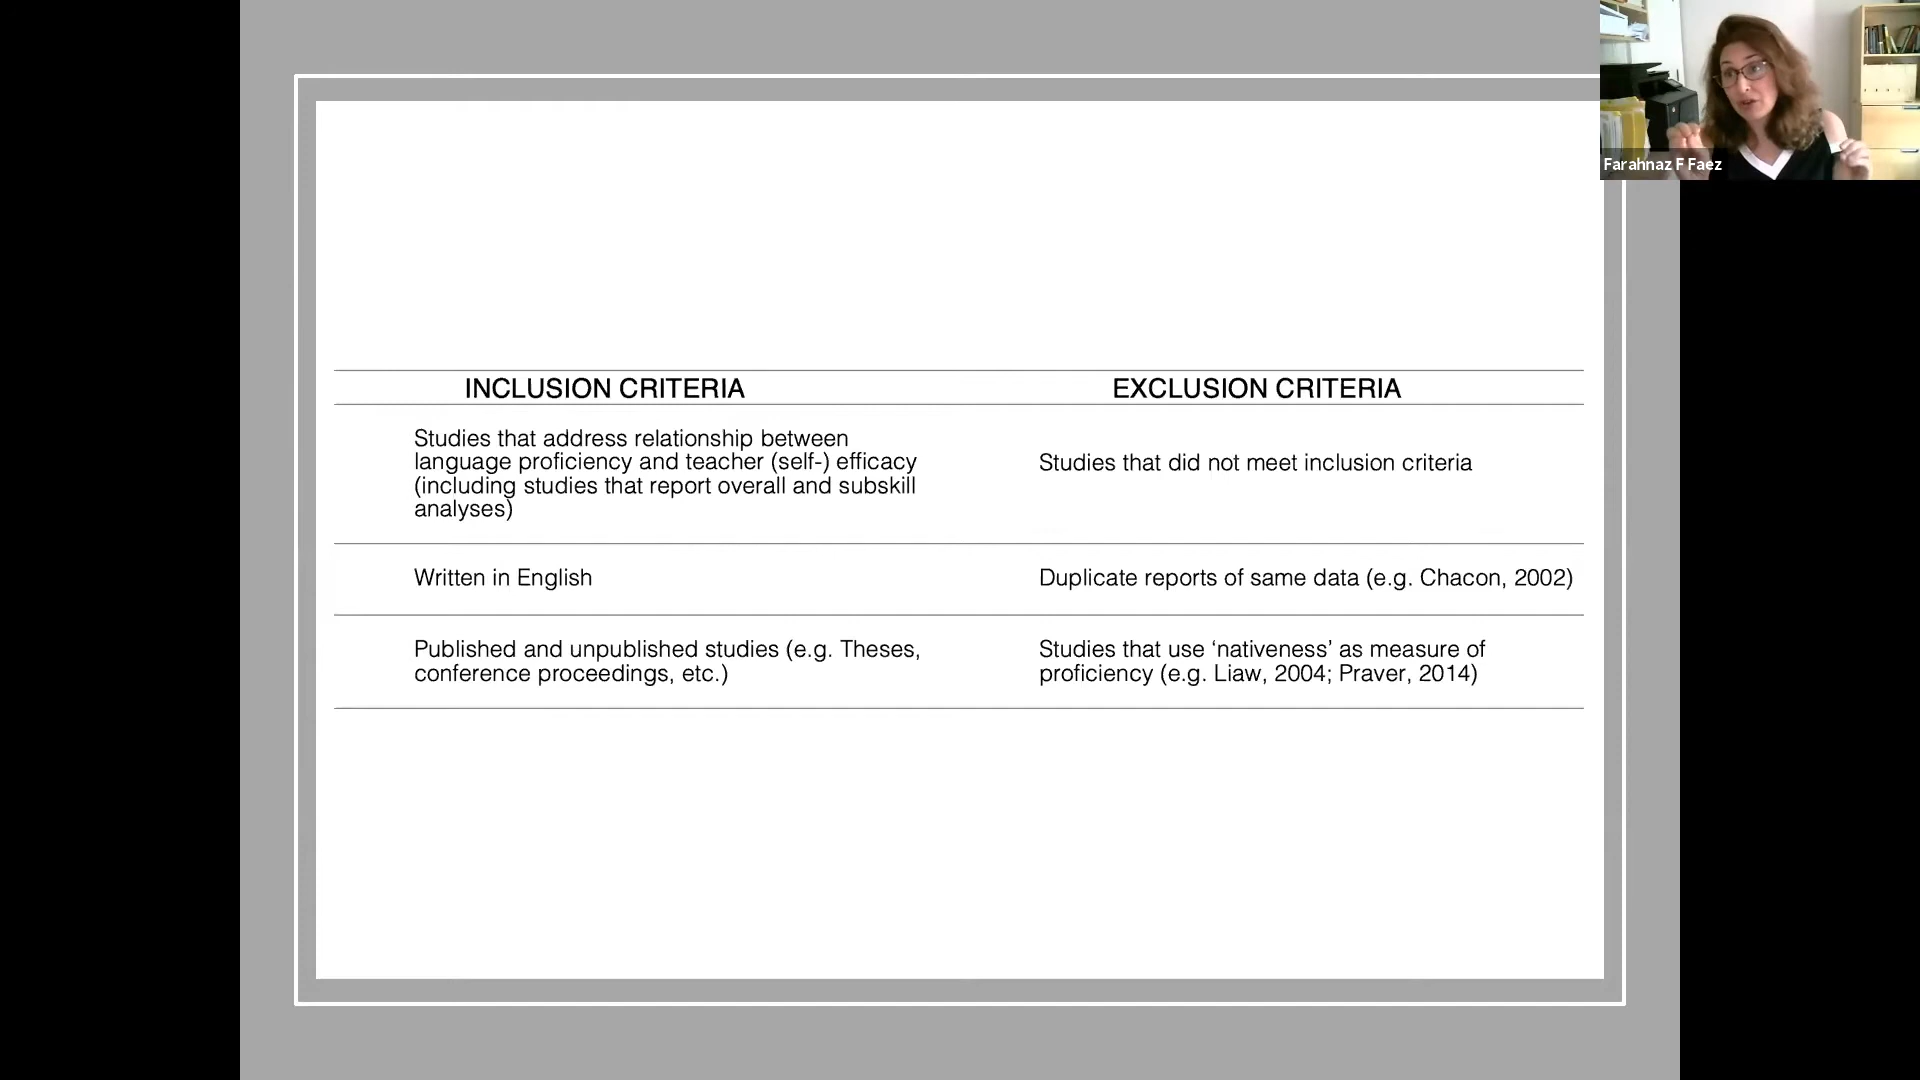 INCLUSION CRITERIA
EXCLUSION CRITERIA
Studies that address relationship between
language proficiency and teacher (self-) efficacy
(including studies that report overall and subskill
analyses)
Studies that did not meet inclusion criteria
Written in English
Duplicate reports of same data (e.g. Chacon, 2002)
Published and unpublished studies (e.g. Theses,
conference proceedings, etc.)
Studies that use ‘nativeness’ as measure of
proficiency (e.g. Liaw, 2004; Praver, 2014)
Farahnaz F Faez